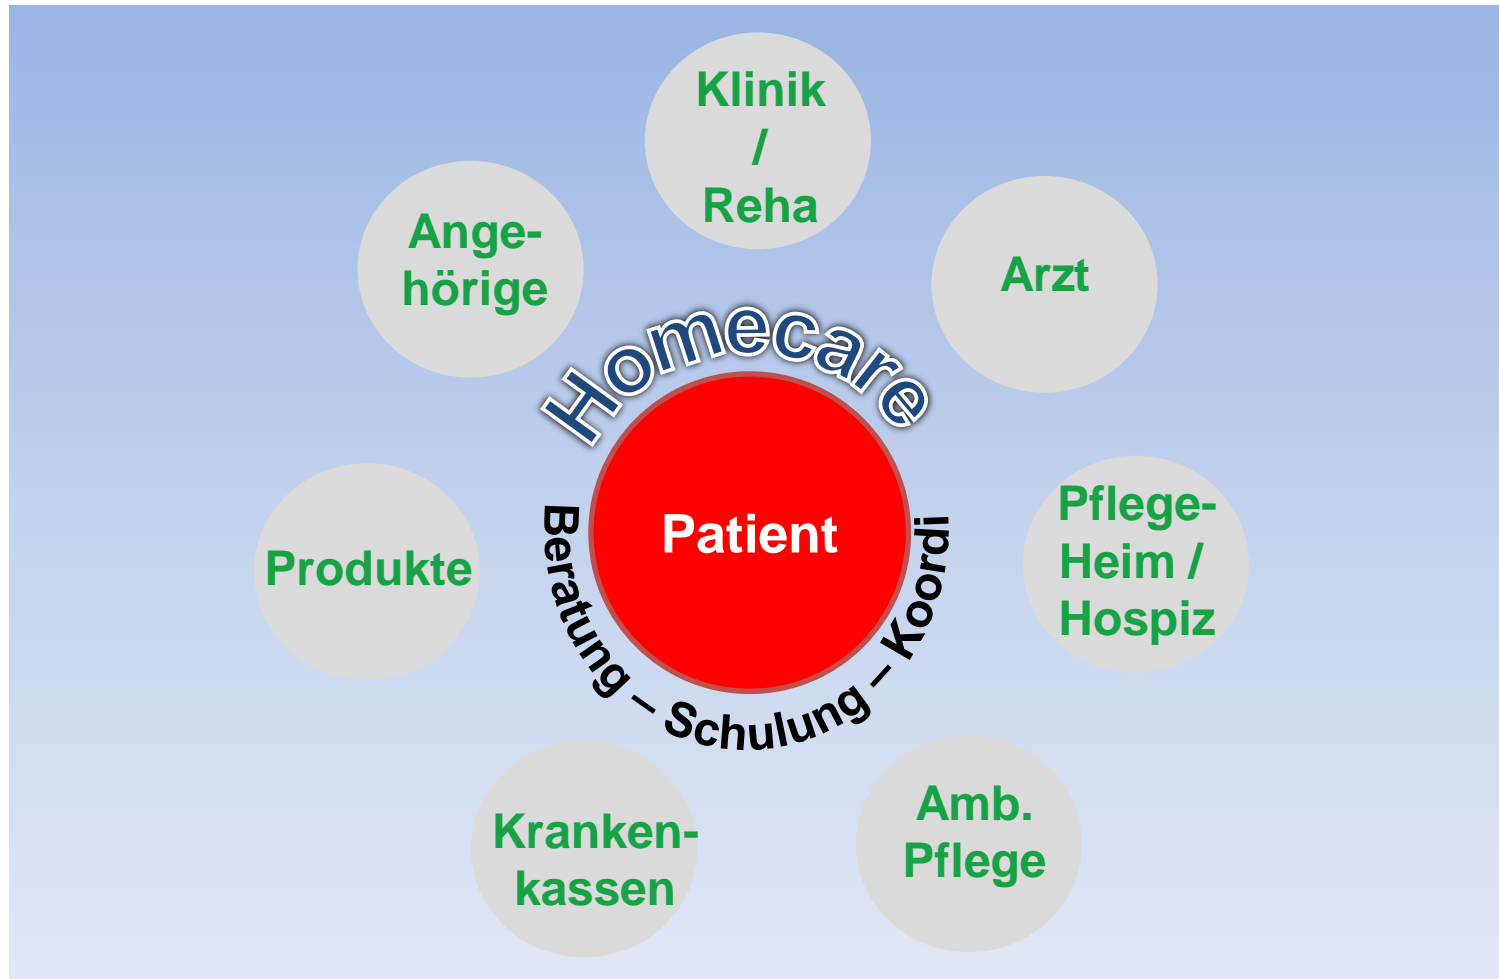 Klinik
/
Reha
Ange-
hörige
Arzt
Homecare
Patient
Beratung – Schulung – Koordi
Produkte
Pflege-
Heim /
Hospiz
Kranken-
kassen
Amb.
Pflege